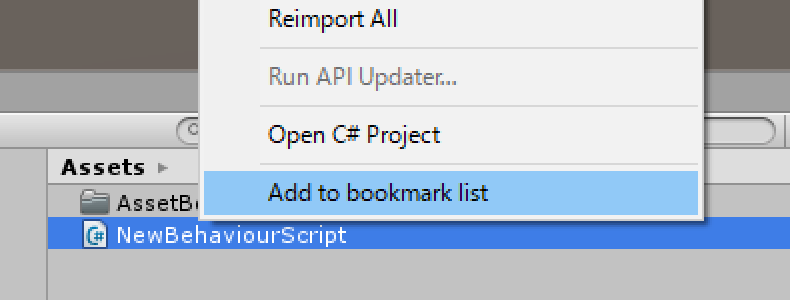 Reimport All
Run API Updater...
Open C# Project
Assets
Add to bookmark list
NewBehaviourScript